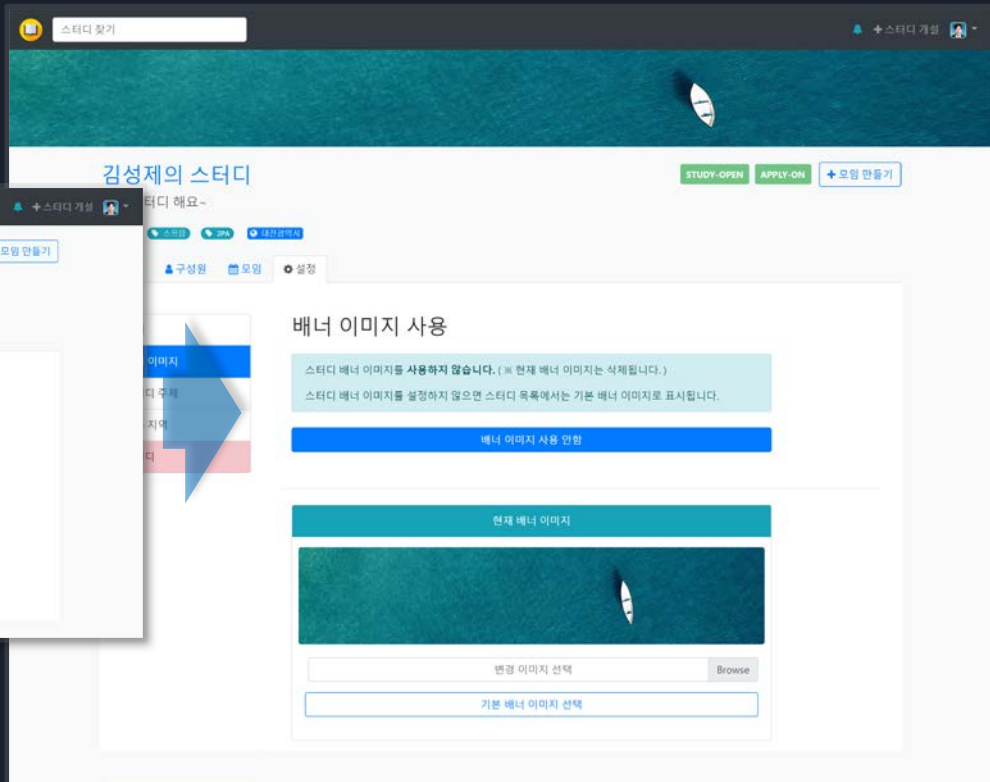 스터디 찾기
+ 스터디 개설
김성제의 스터디
STUDY-OPEN
APPLY-ON
+ 모임 만들기
터디 해요~
+ 스터디 개설
모임 만들기
스프링
JPA
대전광역시
구성원
모임
설정
배너 이미지 사용
이미지
디 주제
지역
디
스터디 배너 이미지를 사용하지 않습니다. ( ※ 현재 배너 이미지는 삭제됩니다. )
스터디 배너 이미지를 설정하지 않으면 스터디 목록에서는 기본 배너 이미지로 표시됩니다.
배너 이미지 사용 안함
현재 배너 이미지
변경 이미지 선택
Browse
기본 배너 이미지 선택